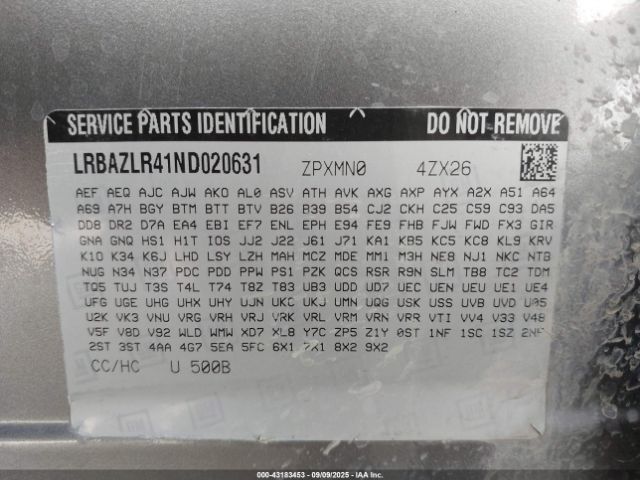 SERVICE PARTS IDENTIFICATION DO NOT REMOVE
LRBAZLR41ND020631 ZPXMN0 4ZX26
AEF AEQ AJC AJW AKO AL0 ASV ATH AVK AXG AXP AYX A2X A51 A64
A69 A7H BGY BTM BTT BTV B26 B39 B54 CJ2 CKH C25 C59 C93 DA5
DD8 DR2 D7A EA4 EBI EF7 ENL EPH E94 FE9 FHB FJW FWD FX3 GIR
GNA GNQ HS1 H1T IOS JJ2 J22 J61 J71 KA1 KB5 KC5 KC8 KL9 KRV
K10 K34 K6J LHD LSY LZH MAH MCZ MDE MM1 M3H NE8 NJ1 NKC NTB
NUG N34 N37 PDC PDD PPW PS1 PZK QCS RSR R9N SLM TB8 TC2 TDM
TQ5 TUJ T3S T4L T74 T8Z T83 UB3 UDD UD7 UEC UEN UEU UE1 UE4
UFG UGE UHG UHX UHY UJN UKC UKJ UMN UQG USK USS UVB UVD U05
U2K VK3 VNU VRG VRH VRJ VRK VRL VRM VRN VRR VTI VV4 V33 V48
V5F V8D V92 WLD WMW XD7 XL8 Y7C ZP5 Z1Y 0ST 1NF 1SC 1SZ 2NF
2ST 3ST 4AA 4G7 5EA 5FC 6X1 7X1 8X2 9X2
CC/HC U 500B
000-43183453 - 09/09/2025 - IAAI.com